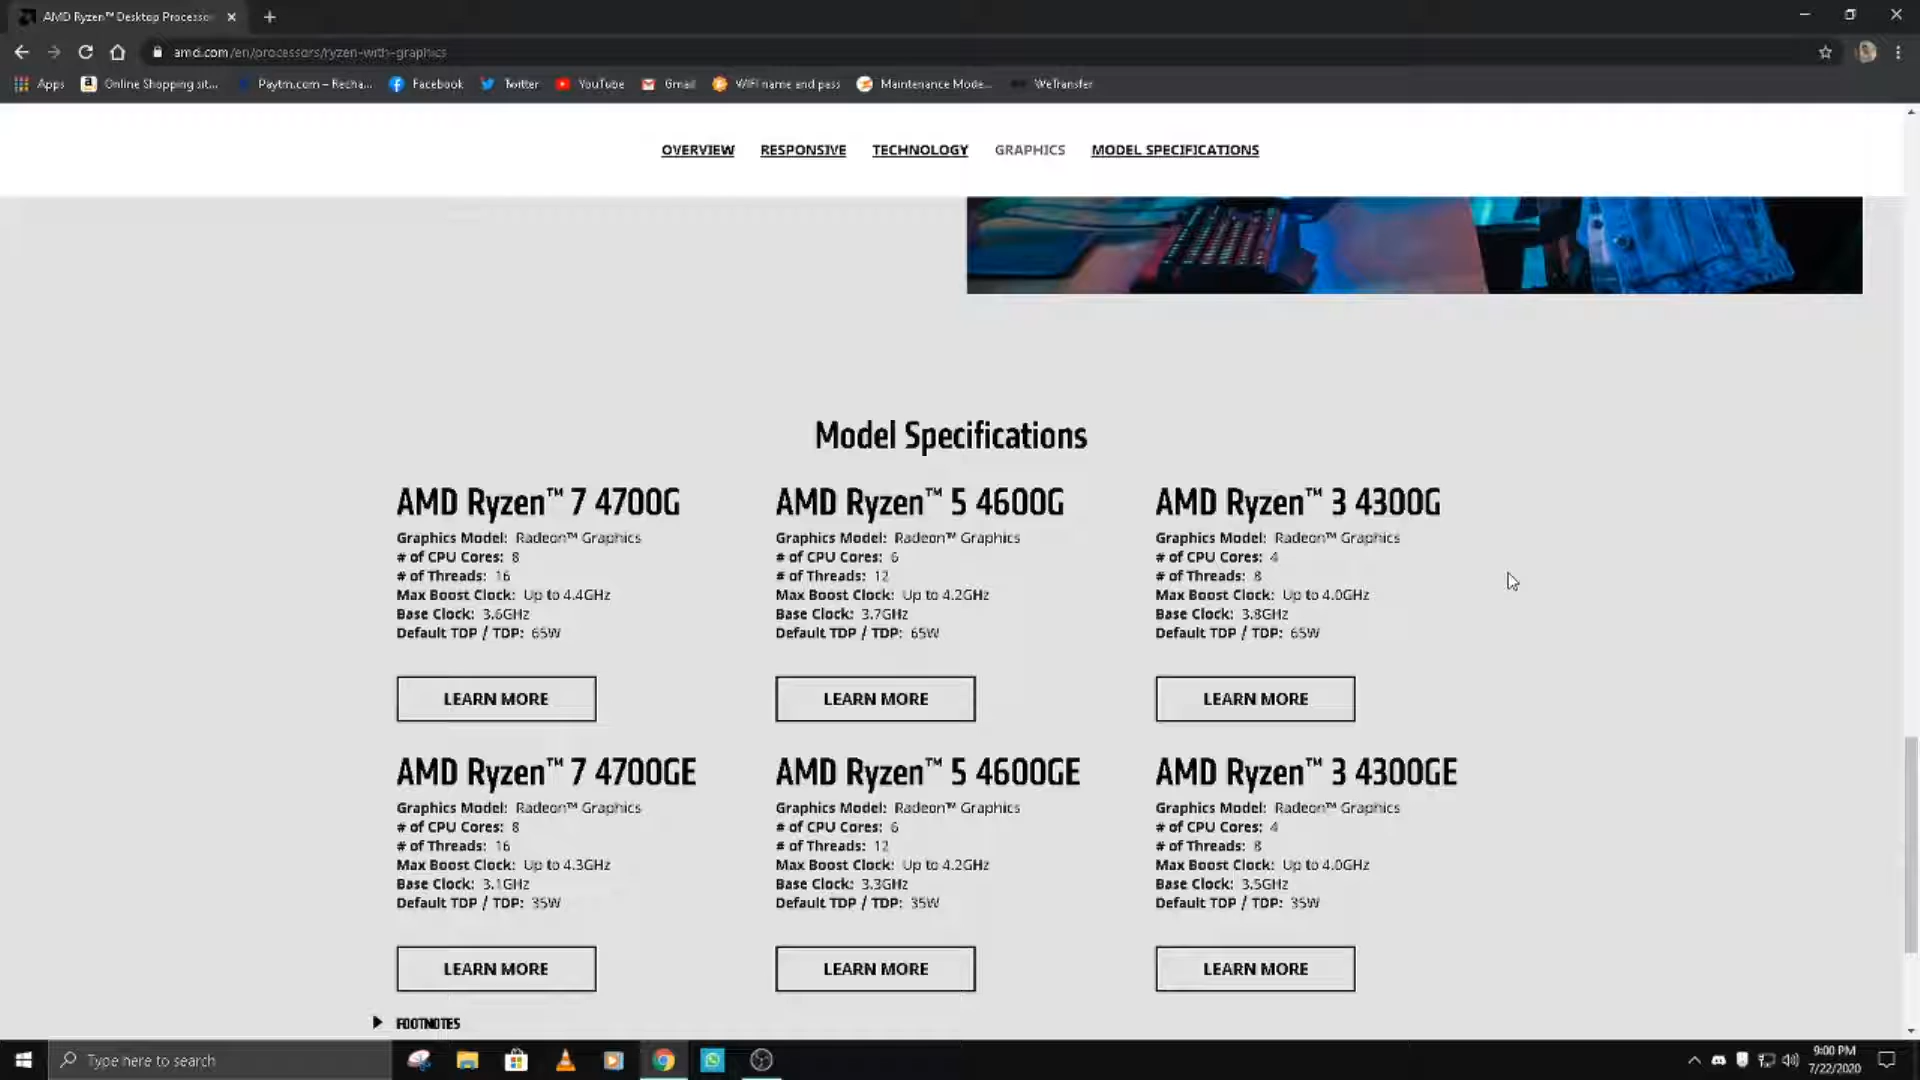 AMD Ryzen™ Desktop Processo
amd.com/en/processors/ryzen-with-graphics
Apps Online Shopping sit... Paytm.com – Recha... Facebook Twitter YouTube Gmail WiFi name and pass Maintenance Mode... WeTransfer
OVERVIEW RESPONSIVE TECHNOLOGY GRAPHICS MODEL SPECIFICATIONS
Model Specifications
AMD Ryzen™ 7 4700G
Graphics Model: Radeon™ Graphics
# of CPU Cores: 8
# of Threads: 16
Max Boost Clock: Up to 4.4GHz
Base Clock: 3.6GHz
Default TDP / TDP: 65W
LEARN MORE
AMD Ryzen™ 5 4600G
Graphics Model: Radeon™ Graphics
# of CPU Cores: 6
# of Threads: 12
Max Boost Clock: Up to 4.2GHz
Base Clock: 3.7GHz
Default TDP / TDP: 65W
LEARN MORE
AMD Ryzen™ 3 4300G
Graphics Model: Radeon™ Graphics
# of CPU Cores: 4
# of Threads: 8
Max Boost Clock: Up to 4.0GHz
Base Clock: 3.8GHz
Default TDP / TDP: 65W
LEARN MORE
AMD Ryzen™ 7 4700GE
Graphics Model: Radeon™ Graphics
# of CPU Cores: 8
# of Threads: 16
Max Boost Clock: Up to 4.3GHz
Base Clock: 3.1GHz
Default TDP / TDP: 35W
LEARN MORE
AMD Ryzen™ 5 4600GE
Graphics Model: Radeon™ Graphics
# of CPU Cores: 6
# of Threads: 12
Max Boost Clock: Up to 4.2GHz
Base Clock: 3.3GHz
Default TDP / TDP: 35W
LEARN MORE
AMD Ryzen™ 3 4300GE
Graphics Model: Radeon™ Graphics
# of CPU Cores: 4
# of Threads: 8
Max Boost Clock: Up to 4.0GHz
Base Clock: 3.5GHz
Default TDP / TDP: 35W
LEARN MORE
FOOTNOTES
Type here to search
9:00 PM
7/22/2020